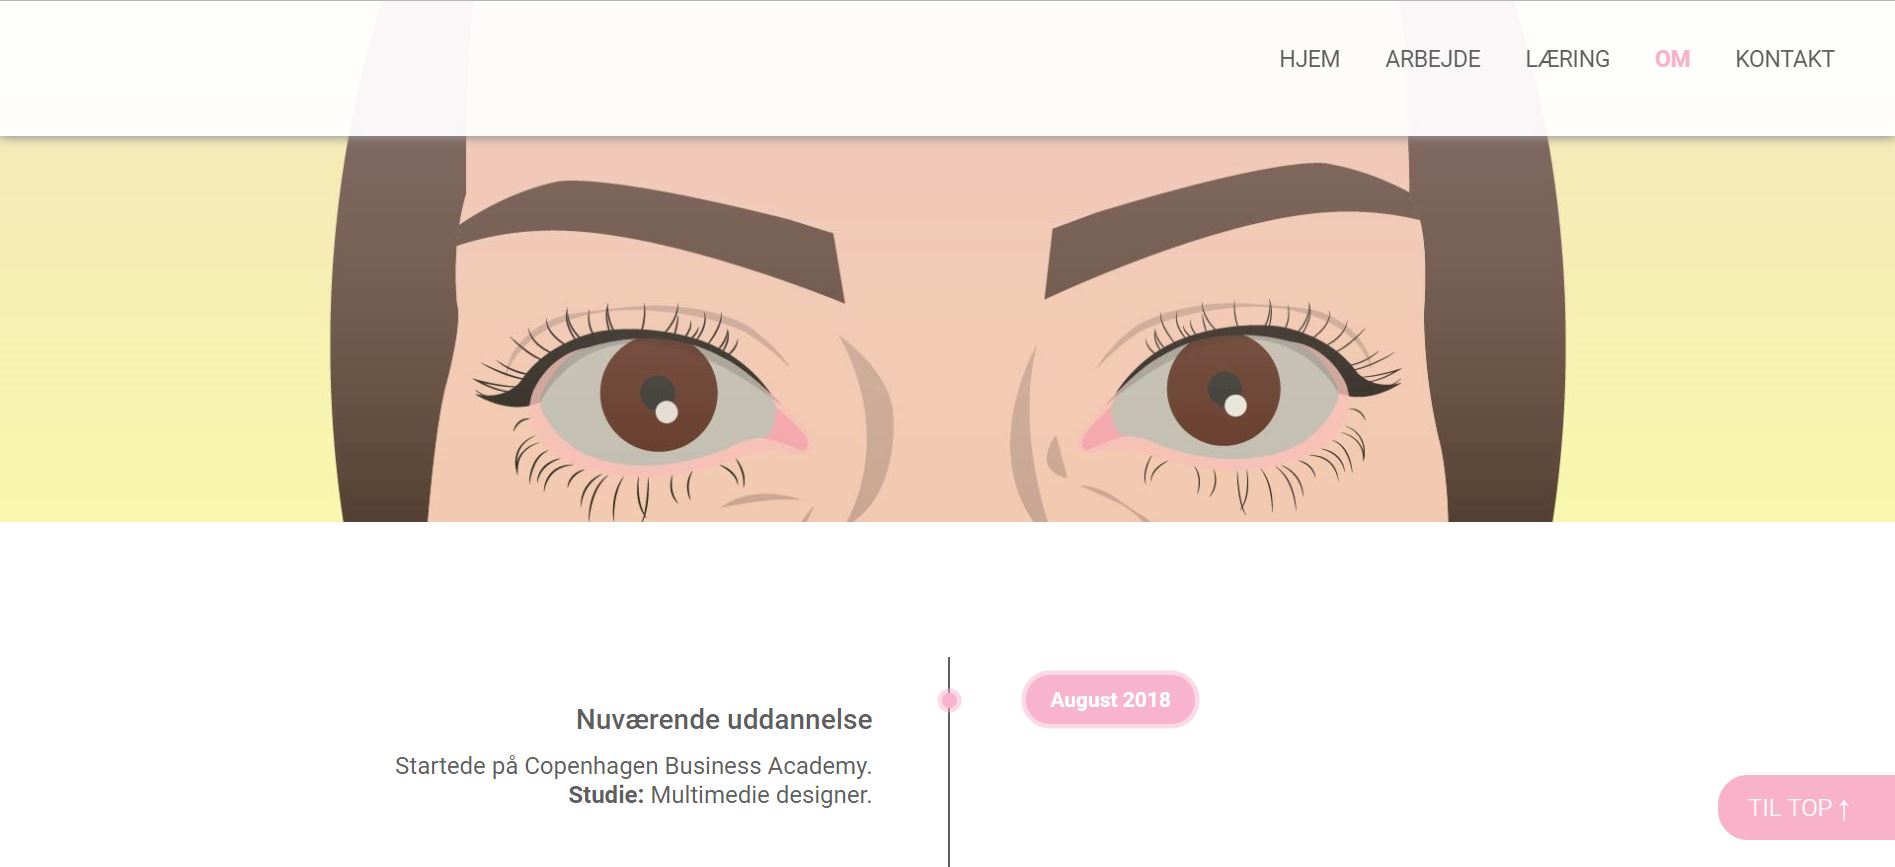 HJEM ARBEJDE LÆRING OM KONTAKT
August 2018
Nuværende uddannelse
Startede på Copenhagen Business Academy.
Studie: Multimedie designer.
TIL TOP ↑